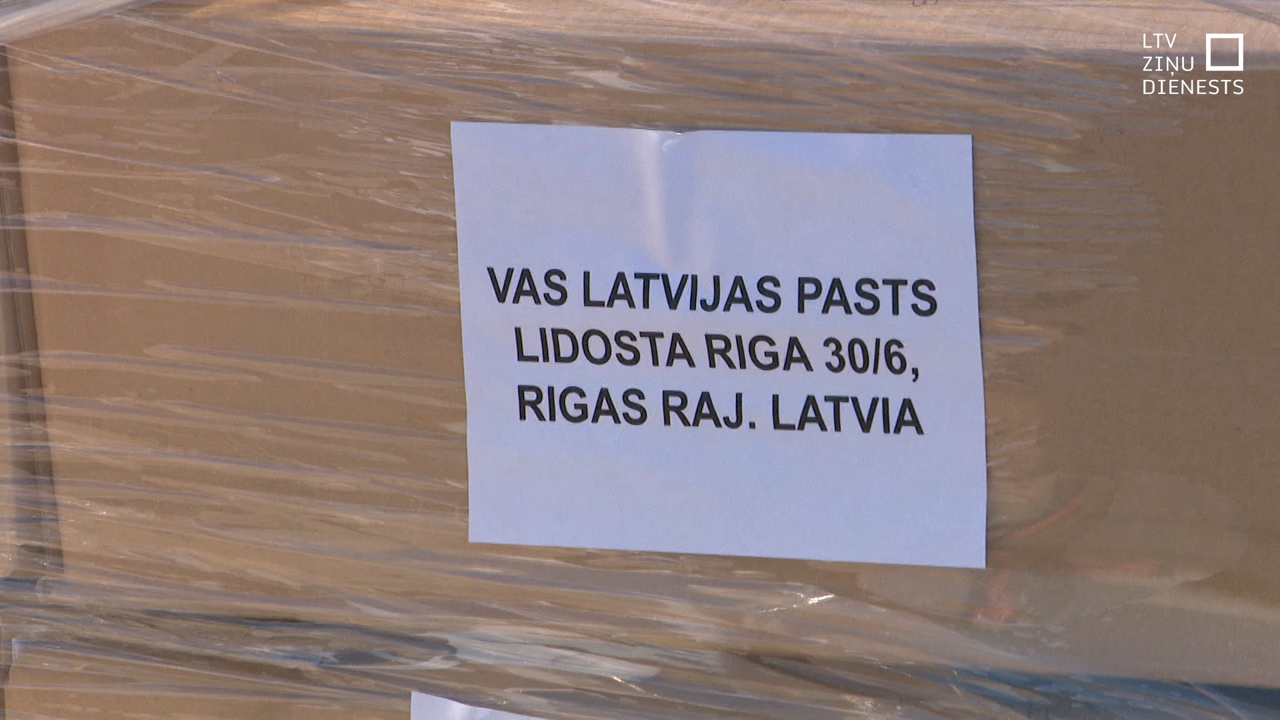 LTV
ZIŅU
DIENESTS
VAS LATVIJAS PASTS
LIDOSTA RIGA 30/6,
RIGAS RAJ. LATVIA